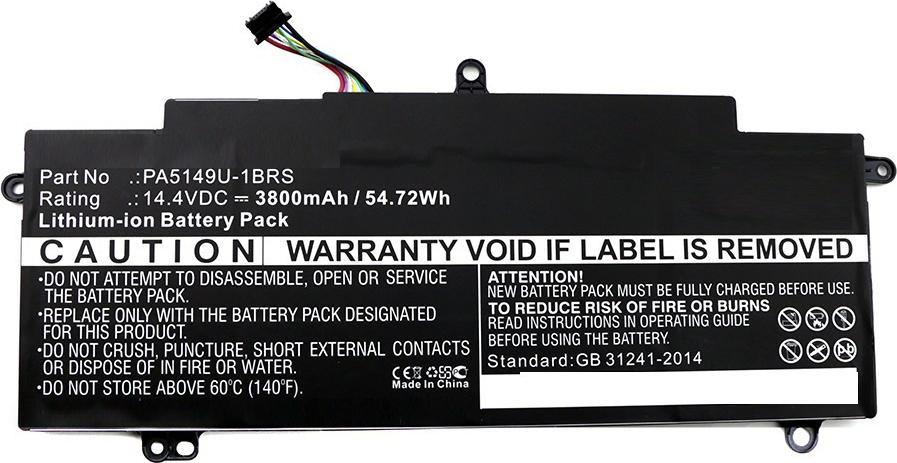 Part No .:PA5149U-1BRS
Rating .:14.4VDC ⎓ 3800mAh / 54.72Wh
Lithium-ion Battery Pack
CAUTION
WARRANTY VOID IF LABEL IS REMOVED
•DO NOT ATTEMPT TO DISASSEMBLE, OPEN OR SERVICE
THE BATTERY PACK.
•REPLACE ONLY WITH THE BATTERY PACK DESIGNATED
FOR THIS PRODUCT.
•DO NOT CRUSH, PUNCTURE, SHORT EXTERNAL CONTACTS
OR DISPOSE OF IN FIRE OR WATER.
•DO NOT STORE ABOVE 60°C (140°F).
CE
Made In China
ATTENTION!
NEW BATTERY PACK MUST BE FULLY CHARGED BEFORE USE.
TO REDUCE RISK OF FIRE OR BURNS
READ INSTRUCTIONS IN OPERATING GUIDE
BEFORE USING THE BATTERY.
Standard:GB 31241-2014